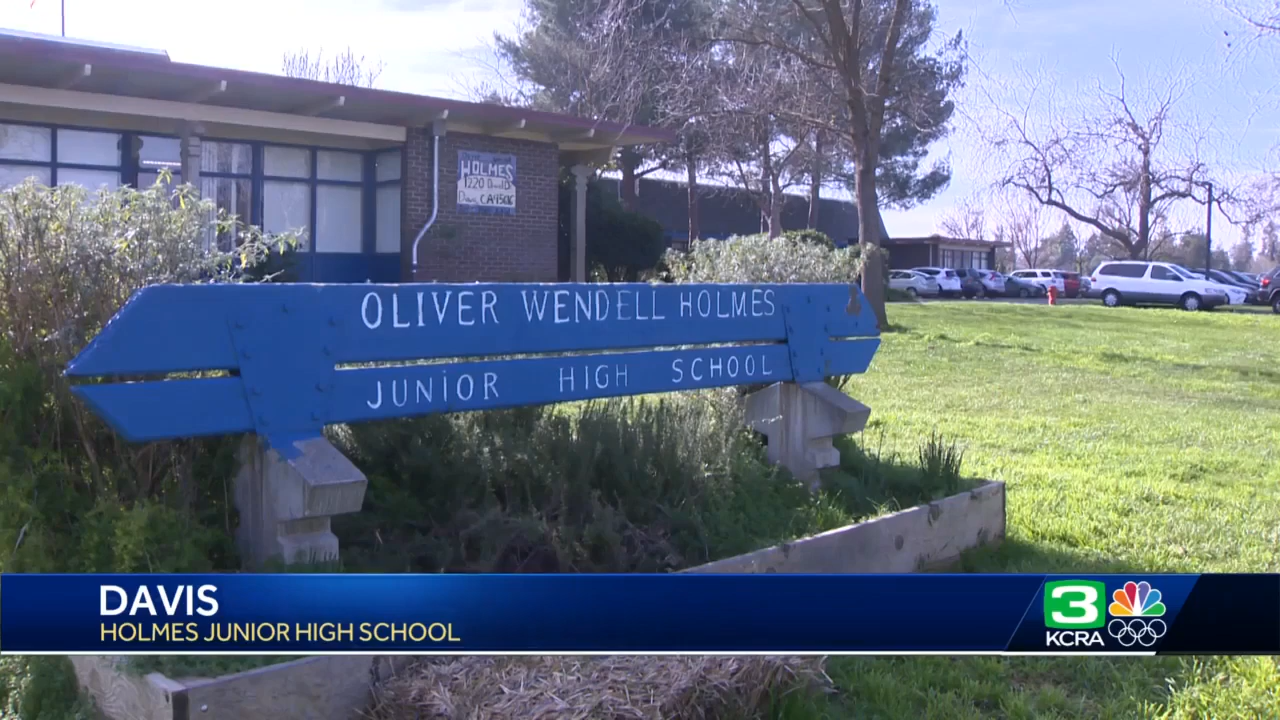 HOLMES
1220 Drexel D
Davis, CA 95616
OLIVER WENDELL HOLMES
JUNIOR HIGH SCHOOL
DAVIS
HOLMES JUNIOR HIGH SCHOOL
3
KCRA